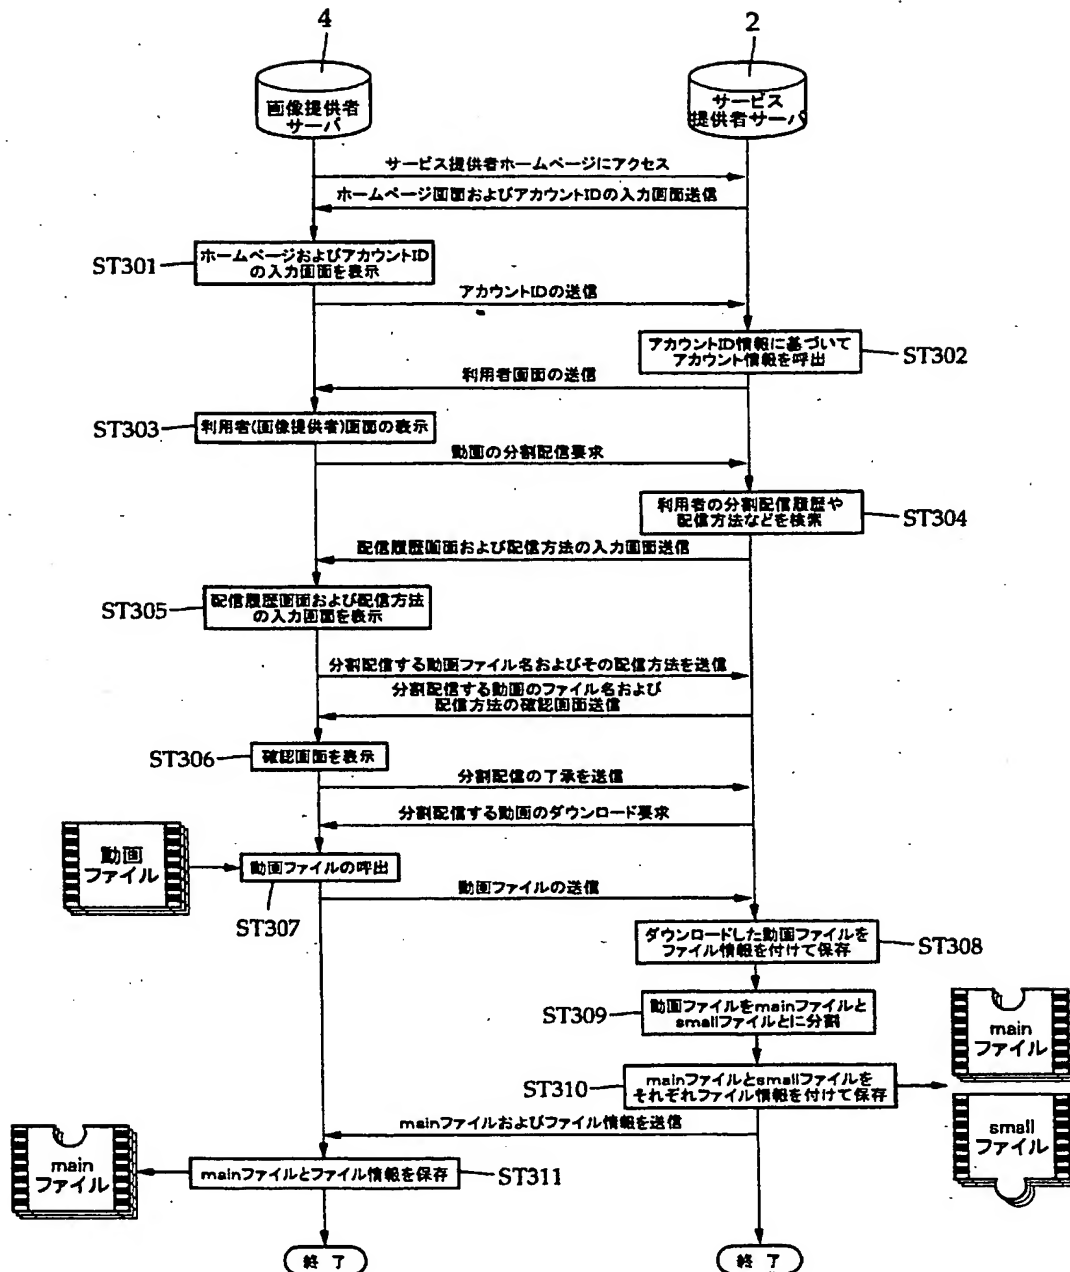 4
2
画像提供者
サーバ
サービス
提供者サーバ
サービス提供者ホームページにアクセス
ホームページ画面およびアカウントIDの入力画面送信
ST301
ホームページおよびアカウントID
の入力画面を表示
アカウントIDの送信
アカウントID情報に基づいて
アカウント情報を呼出
ST302
利用者画面の送信
ST303
利用者(画像提供者)画面の表示
動画の分割配信要求
利用者の分割配信履歴や
配信方法などを検索
ST304
配信履歴画面および配信方法の入力画面送信
ST305
配信履歴画面および配信方法
の入力画面を表示
分割配信する動画ファイル名およびその配信方法を送信
分割配信する動画のファイル名および
配信方法の確認画面送信
ST306
確認画面を表示
分割配信の了承を送信
分割配信する動画のダウンロード要求
動画
ファイル
動画ファイルの呼出
ST307
動画ファイルの送信
ダウンロードした動画ファイルを
ファイル情報を付けて保存
ST308
ST309
動画ファイルをmainファイルと
smallファイルとに分割
main
ファイル
ST310
mainファイルとsmallファイルを
それぞれファイル情報を付けて保存
mainファイルおよびファイル情報を送信
small
ファイル
main
ファイル
mainファイルとファイル情報を保存
ST311
終了
終了